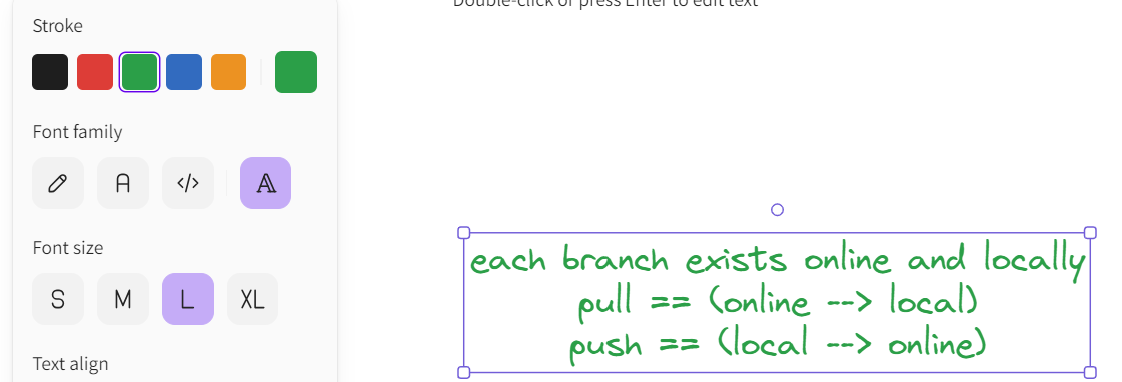 Double-click or press Enter to edit text
Stroke
Font family
A
</>
A
Font size
S M L XL
Text align
each branch exists online and locally
pull == (online --> local)
push == (local --> online)